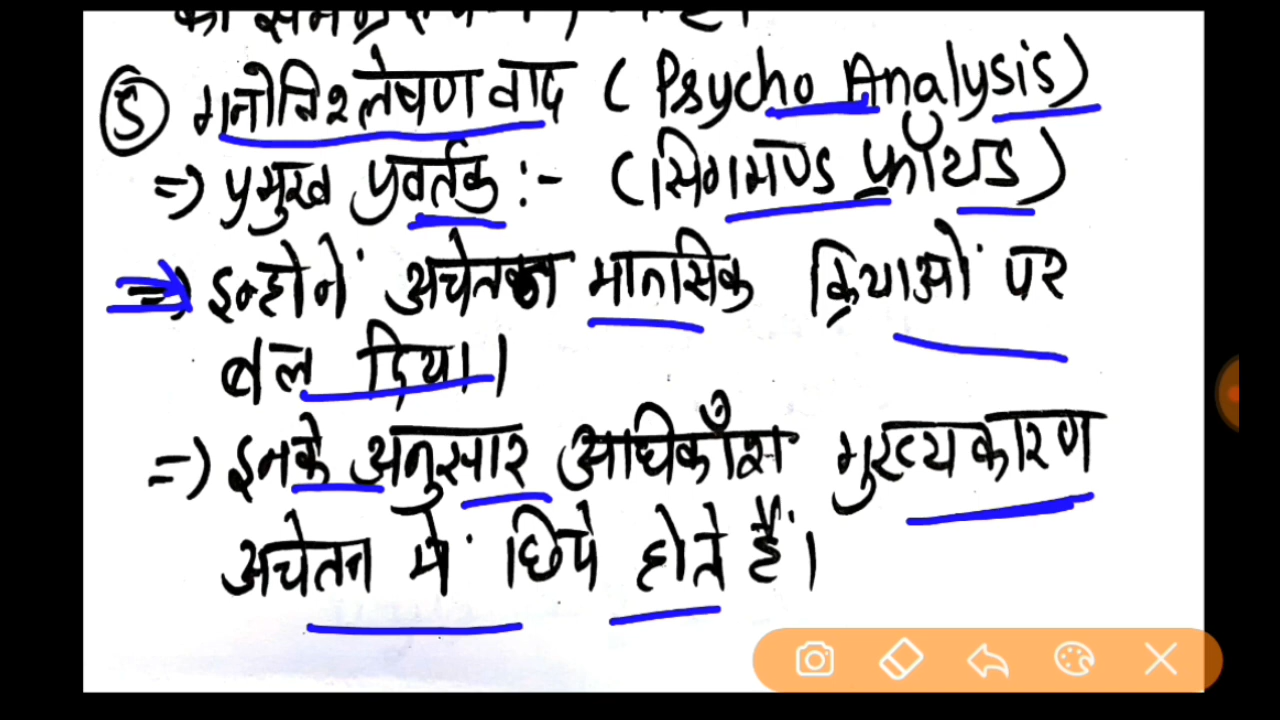 ⑤ मनोविश्लेषणवाद (Psycho Analysis)
=> प्रमुख प्रवर्तक :- (सिगमण्ड फ्रॉयड)
=> इन्होनें अचेतन मानसिक क्रियाओं पर
बल दिया।
=> इनके अनुसार अधिकाँश मुख्यकारण
अचेतन में छिपे होते हैं।